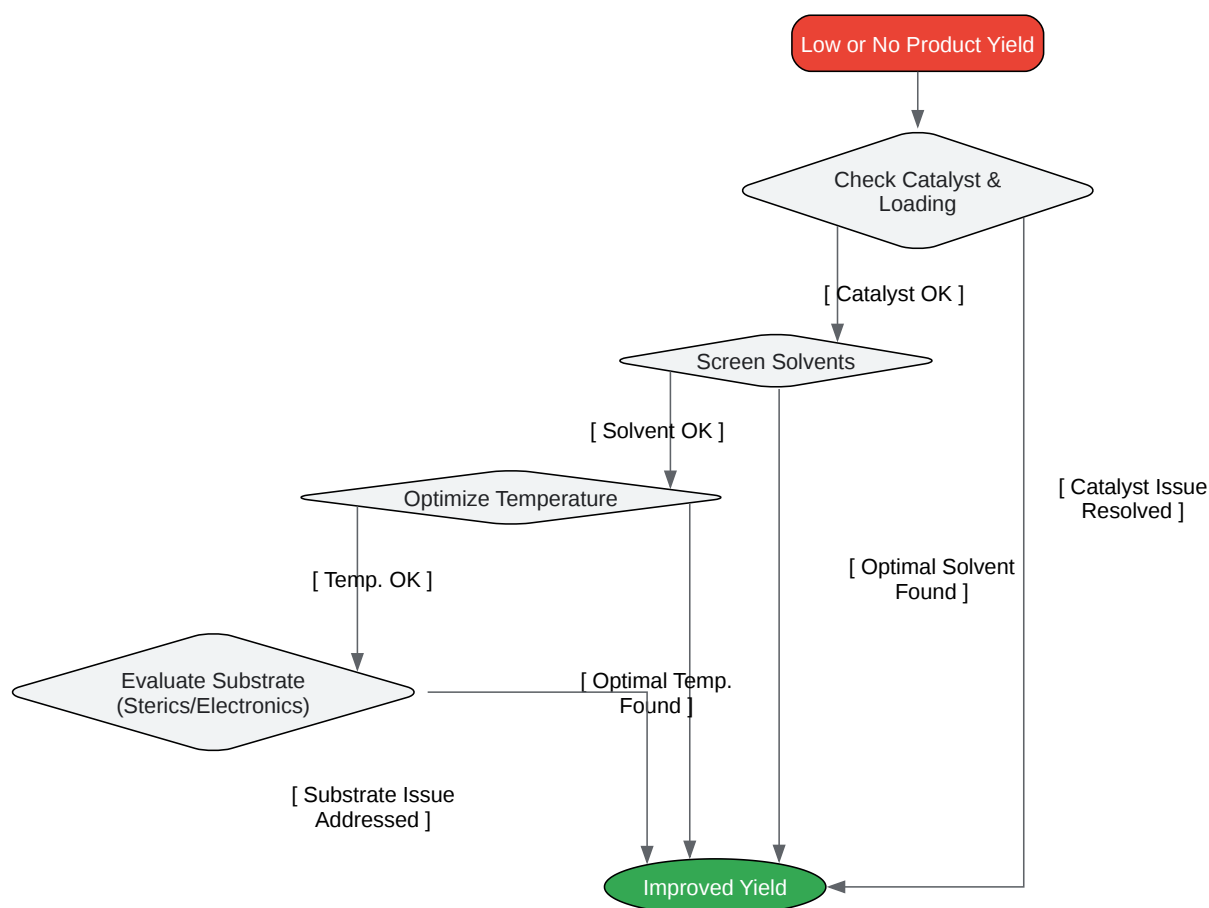 Low or No Product Yield
Check Catalyst &
Loading
[ Catalyst OK ]
Screen Solvents
[ Solvent OK ]
Optimize Temperature
[ Catalyst Issue
Resolved ]
[ Optimal Solvent
Found ]
[ Temp. OK ]
Evaluate Substrate
(Sterics/Electronics)
[ Optimal Temp.
Found ]
[ Substrate Issue
Addressed ]
Improved Yield